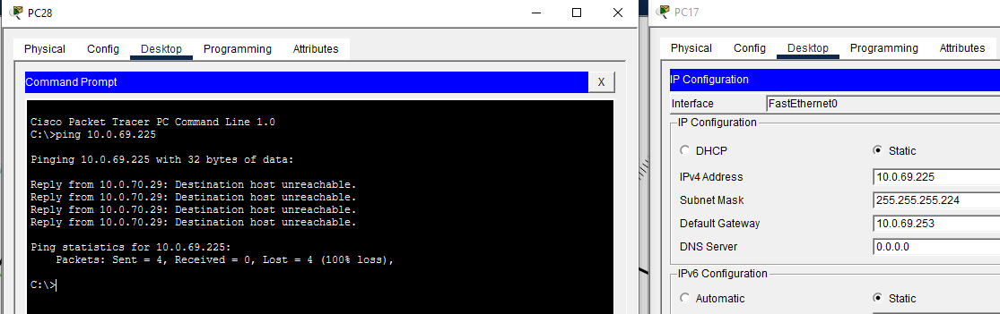 PC28
Physical Config Desktop Programming Attributes
Command Prompt X
Cisco Packet Tracer PC Command Line 1.0
C:\>ping 10.0.69.225
Pinging 10.0.69.225 with 32 bytes of data:
Reply from 10.0.70.29: Destination host unreachable.
Reply from 10.0.70.29: Destination host unreachable.
Reply from 10.0.70.29: Destination host unreachable.
Reply from 10.0.70.29: Destination host unreachable.
Ping statistics for 10.0.69.225:
Packets: Sent = 4, Received = 0, Lost = 4 (100% loss),
C:\>
PC17
Physical Config Desktop Programming Attributes
IP Configuration
Interface FastEthernet0
IP Configuration
DHCP Static
IPv4 Address 10.0.69.225
Subnet Mask 255.255.255.224
Default Gateway 10.0.69.253
DNS Server 0.0.0.0
IPv6 Configuration
Automatic Static